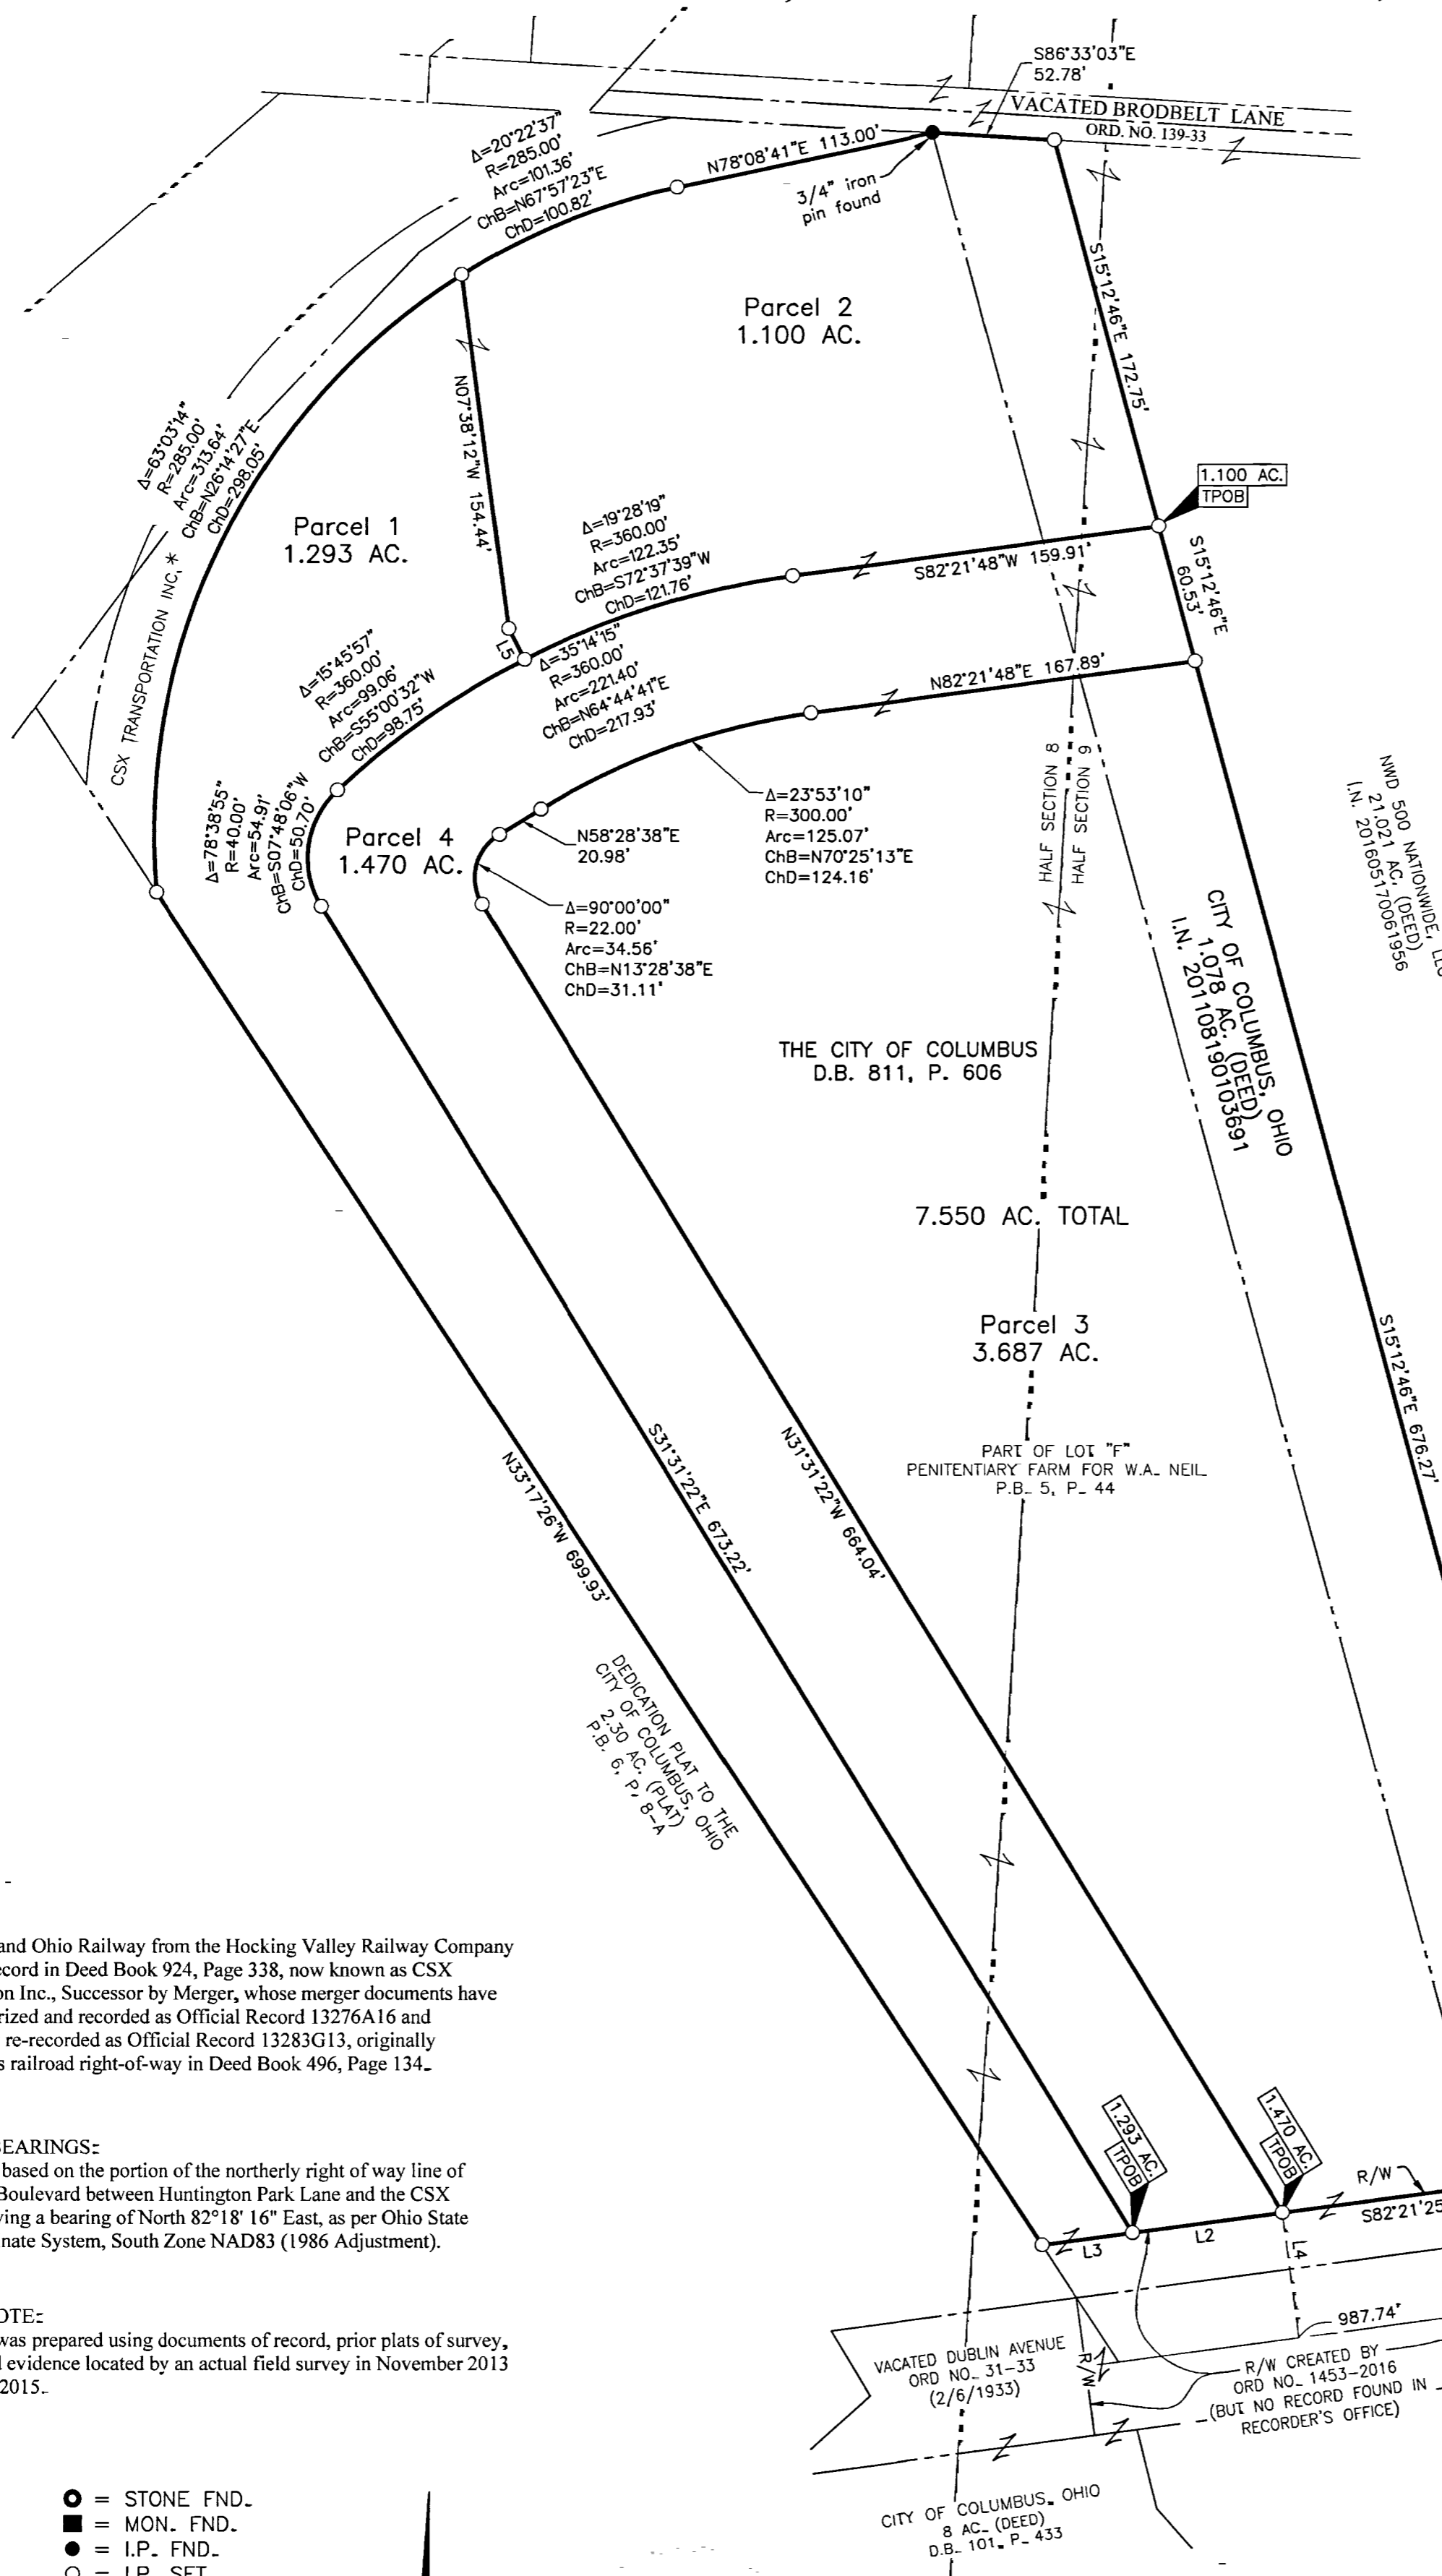 S86°33'03"E
52.78'
VACATED BRODBELT LANE
ORD. NO. 139-33
Δ=20°22'37"
R=285.00'
Arc=101.36'
ChB=N67°57'23"E
ChD=100.82'
N78°08'41"E 113.00'
3/4" iron
pin found
S15°12'46"E 172.75'
Parcel 2
1.100 AC.
N07°38'12"W 154.44'
Δ=63°03'14"
R=285.00'
Arc=313.64'
ChB=N26°14'27"E
ChD=298.05'
CSX TRANSPORTATION INC. *
Parcel 1
1.293 AC.
1.100 AC.
TPOB
Δ=19°28'19"
R=360.00'
Arc=122.35'
ChB=S72°37'39"W
ChD=121.76'
S82°21'48"W 159.91'
S15°12'46"E
60.53'
L5
Δ=15°45'57"
R=360.00'
Arc=99.06'
ChB=S55°00'32"W
ChD=98.75'
Δ=35°14'15"
R=360.00'
Arc=221.40'
ChB=N64°44'41"E
ChD=217.93'
N82°21'48"E 167.89'
HALF SECTION 8
HALF SECTION 9
Δ=78°38'55"
R=40.00'
Arc=54.91'
ChB=S07°48'06"W
ChD=50.70'
Parcel 4
1.470 AC.
N58°28'38"E
20.98'
Δ=23°53'10"
R=300.00'
Arc=125.07'
ChB=N70°25'13"E
ChD=124.16'
Δ=90°00'00"
R=22.00'
Arc=34.56'
ChB=N13°28'38"E
ChD=31.11'
NWD 500 NATIONWIDE, LLC
21.021 AC. (DEED)
I.N. 201605170061956
CITY OF COLUMBUS, OHIO
1.078 AC. (DEED)
I.N. 201108190103691
THE CITY OF COLUMBUS
D.B. 811, P. 606
7.550 AC. TOTAL
Parcel 3
3.687 AC.
S15°12'46"E 676.27'
PART OF LOT "F"
PENITENTIARY FARM FOR W.A. NEIL
P.B. 5, P. 44
N33°17'26"W 699.93'
S31°31'22"E 673.22'
N31°31'22"W 664.04'
DEDICATION PLAT TO THE
CITY OF COLUMBUS, OHIO
2.30 AC. (PLAT)
P.B. 6, P. 8-A
and Ohio Railway from the Hocking Valley Railway Company
cord in Deed Book 924, Page 338, now known as CSX
on Inc., Successor by Merger, whose merger documents have
rized and recorded as Official Record 13276A16 and
re-recorded as Official Record 13283G13, originally
s railroad right-of-way in Deed Book 496, Page 134.
EARINGS:
based on the portion of the northerly right of way line of
Boulevard between Huntington Park Lane and the CSX
ving a bearing of North 82°18' 16" East, as per Ohio State
nate System, South Zone NAD83 (1986 Adjustment).
OTE:
was prepared using documents of record, prior plats of survey,
l evidence located by an actual field survey in November 2013
2015.
1.293 AC.
TPOB
1.470 AC.
TPOB
R/W
S82°21'25
L3
L2
L4
987.74'
VACATED DUBLIN AVENUE
ORD NO. 31-33
(2/6/1933)
R/W
R/W CREATED BY
ORD NO. 1453-2016
(BUT NO RECORD FOUND IN
RECORDER'S OFFICE)
CITY OF COLUMBUS, OHIO
8 AC. (DEED)
D.B. 101, P. 433
= STONE FND.
= MON. FND.
= I.P. FND.
= I.P. SET